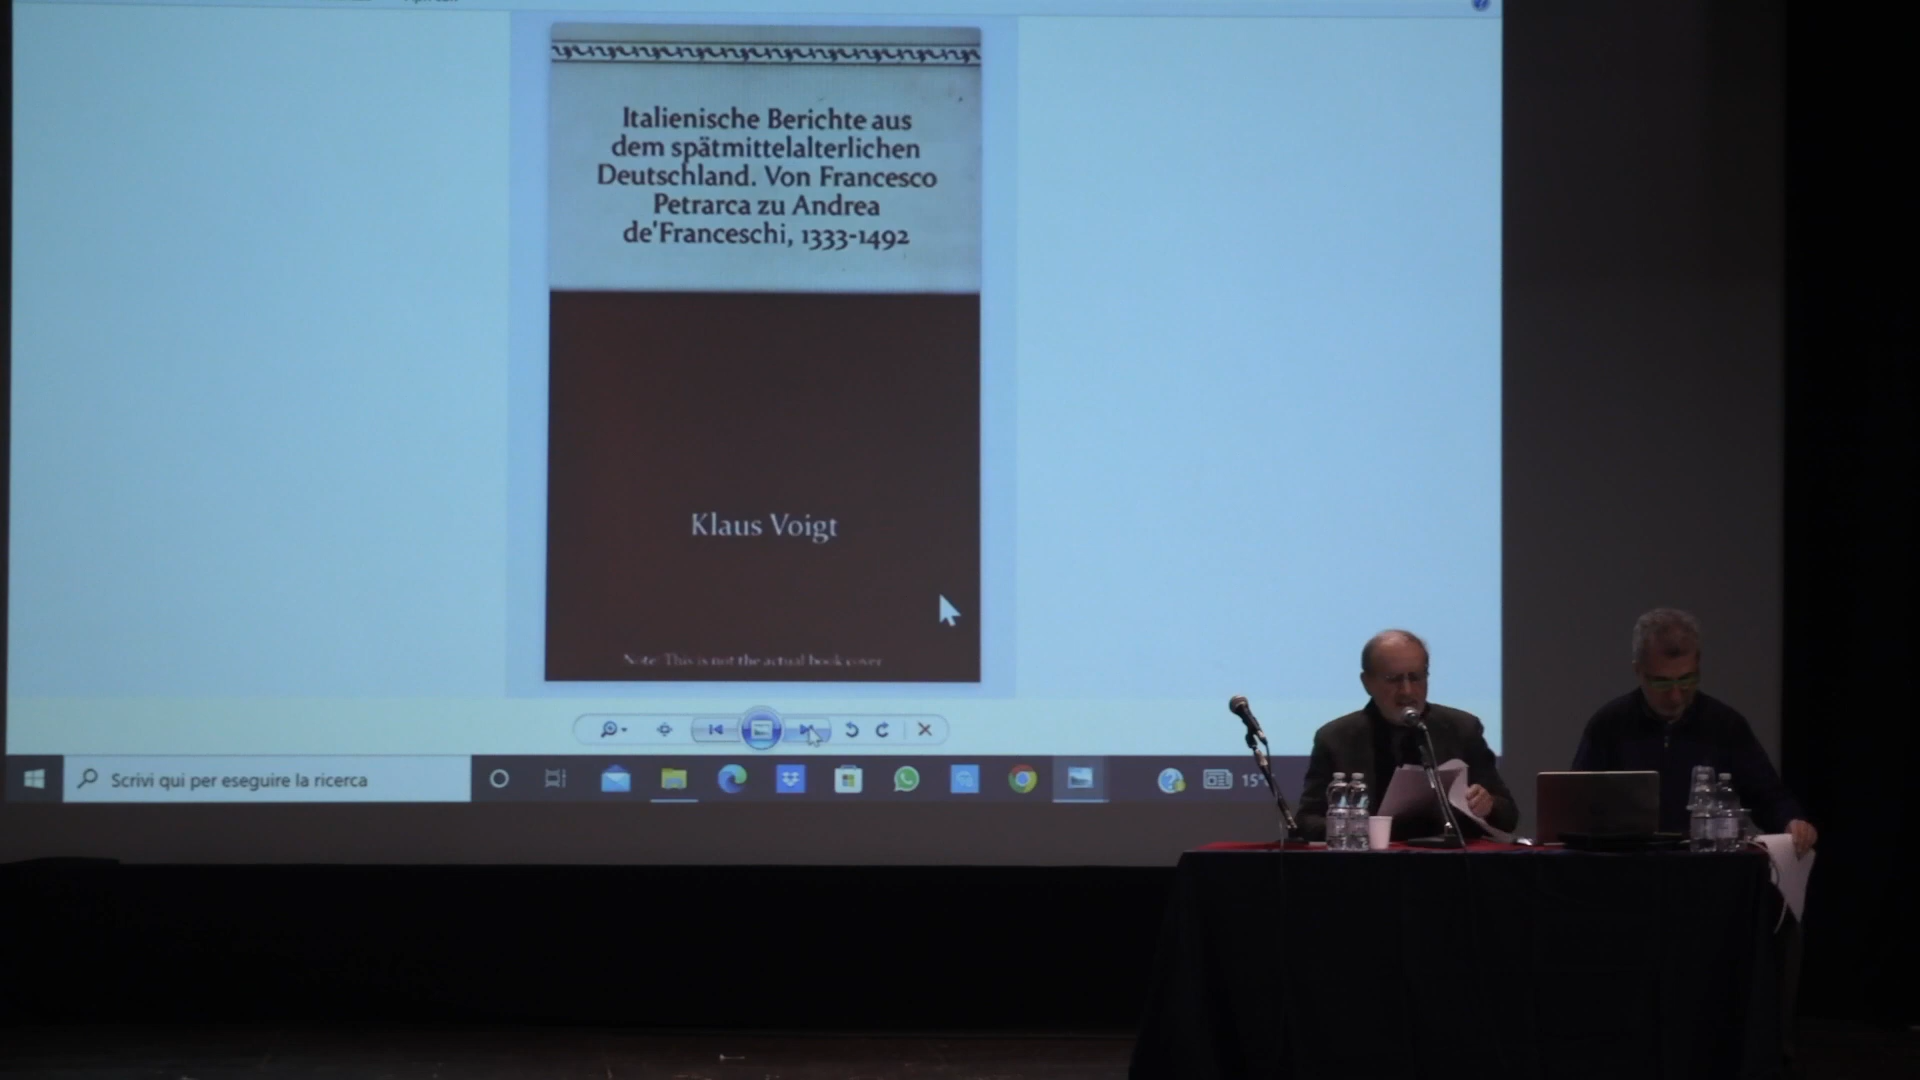 Italienische Berichte aus
dem spätmittelalterlichen
Deutschland. Von Francesco
Petrarca zu Andrea
de'Franceschi, 1333-1492
Klaus Voigt
Note: This is not the actual book cover
Scrivi qui per eseguire la ricerca
15°